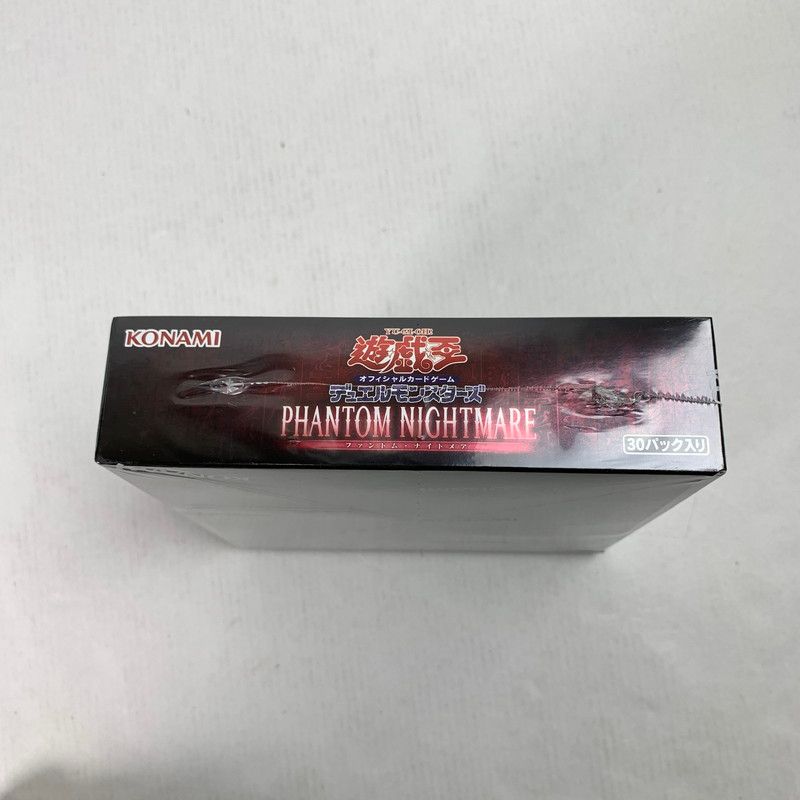 KONAMI
YU-GI-OH!
遊戯王
オフィシャルカードゲーム
デュエルモンスターズ
PHANTOM NIGHTMARE
ファントム・ナイトメア
30パック入り